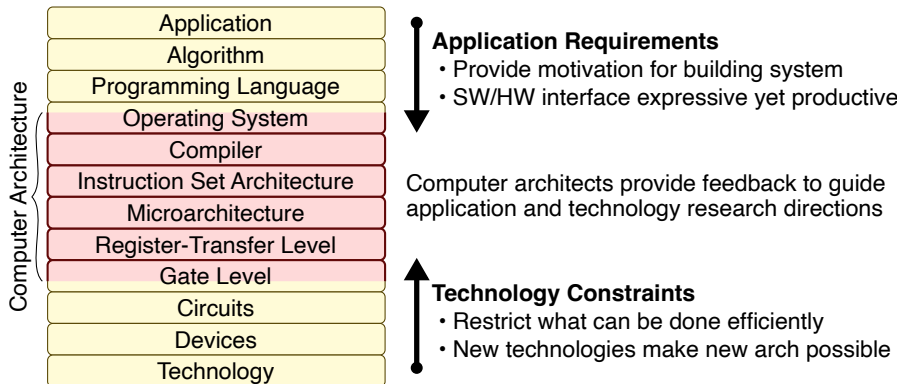 Computer Architecture
Application
Algorithm
Programming Language
Operating System
Compiler
Instruction Set Architecture
Microarchitecture
Register-Transfer Level
Gate Level
Circuits
Devices
Technology
Application Requirements
• Provide motivation for building system
• SW/HW interface expressive yet productive
Computer architects provide feedback to guide
application and technology research directions
Technology Constraints
• Restrict what can be done efficiently
• New technologies make new arch possible